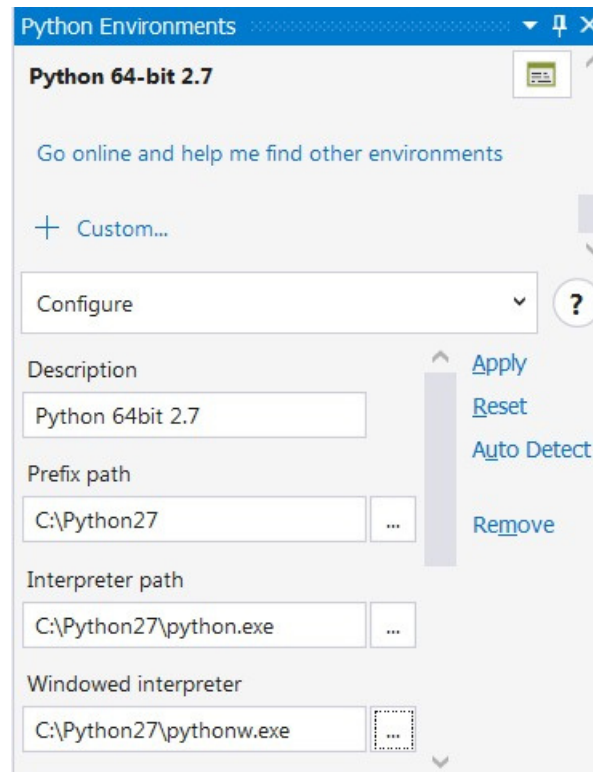 Python Environments
Python 64-bit 2.7
Go online and help me find other environments
+ Custom...
Configure
?
Description
Python 64bit 2.7
Prefix path
C:\Python27
...
Interpreter path
C:\Python27\python.exe
...
Windowed interpreter
C:\Python27\pythonw.exe
...
Apply
Reset
Auto Detect
Remove